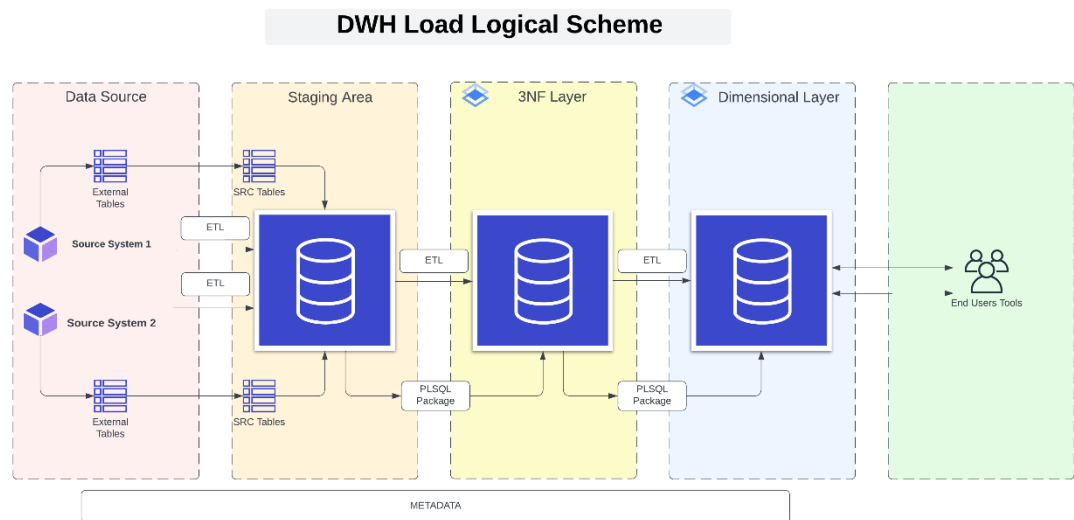 DWH Load Logical Scheme
Data Source
Staging Area
3NF Layer
Dimensional Layer
External
Tables
SRC Tables
ETL
Source System 1
ETL
ETL
ETL
End Users Tools
Source System 2
PLSQL
Package
PLSQL
Package
External
Tables
SRC Tables
METADATA